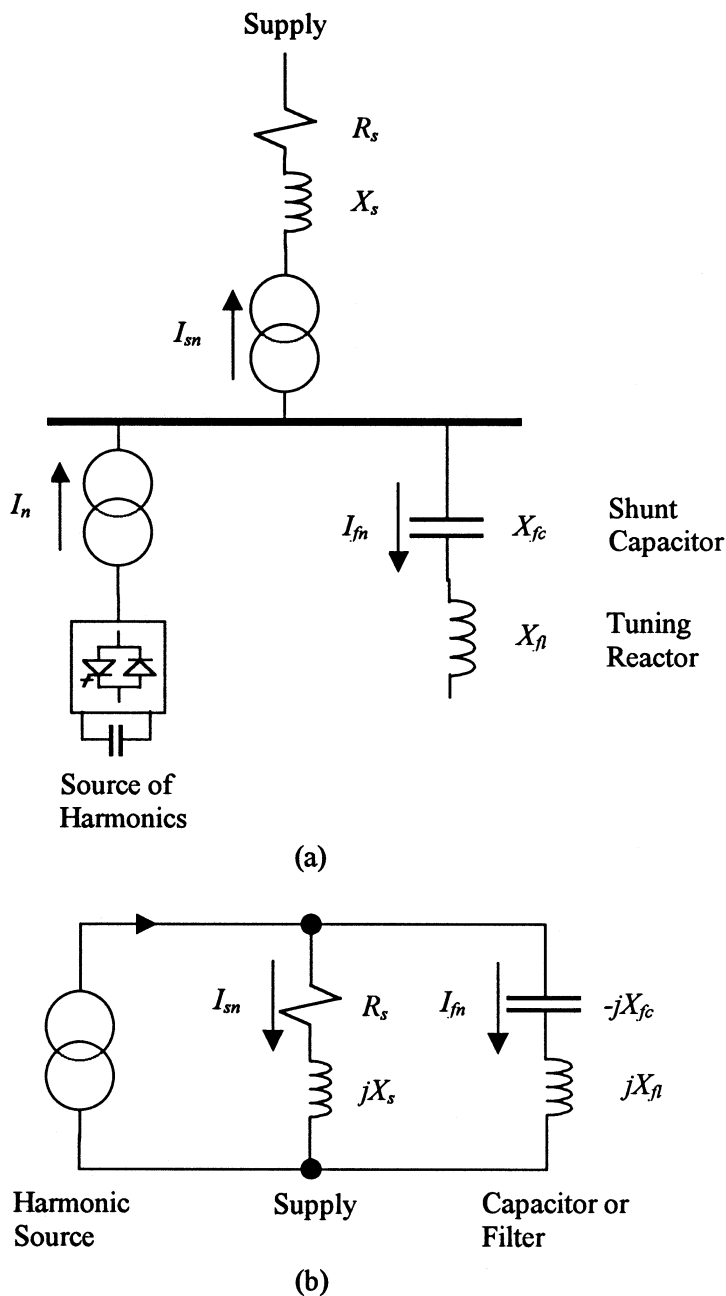 Supply
R_s
X_s
I_sn
I_n
I_fn
X_fc
Shunt
Capacitor
X_fl
Tuning
Reactor
Source of
Harmonics
(a)
I_sn
R_s
I_fn
-jX_fc
jX_s
jX_fl
Harmonic
Source
Supply
Capacitor or
Filter
(b)